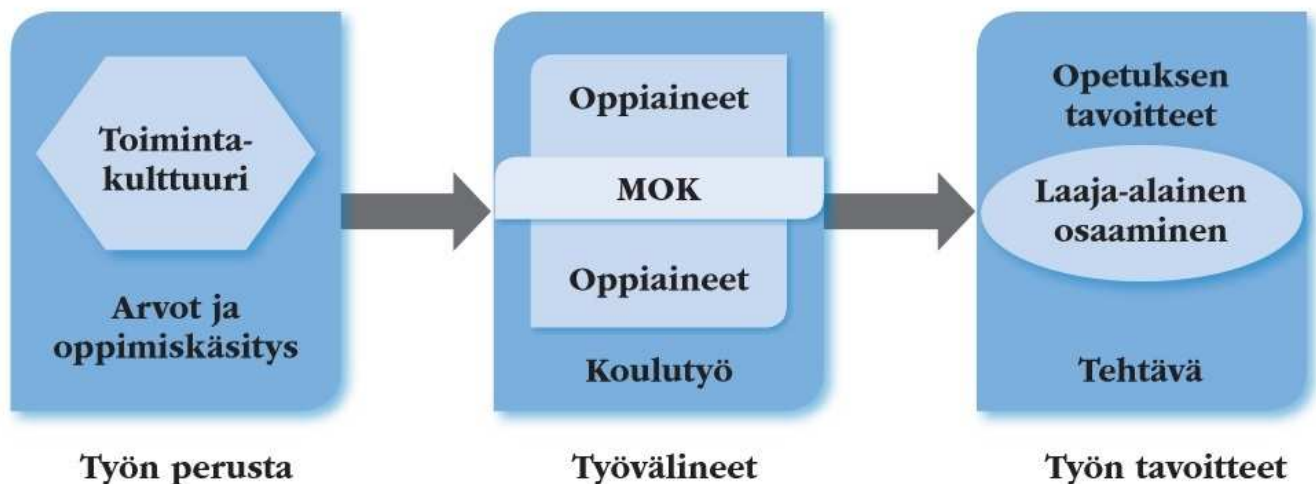 Toiminta-
kulttuuri
Arvot ja
oppimiskäsitys
Työn perusta
Oppiaineet
MOK
Oppiaineet
Koulutyö
Työvälineet
Opetuksen
tavoitteet
Laaja-alainen
osaaminen
Tehtävä
Työn tavoitteet